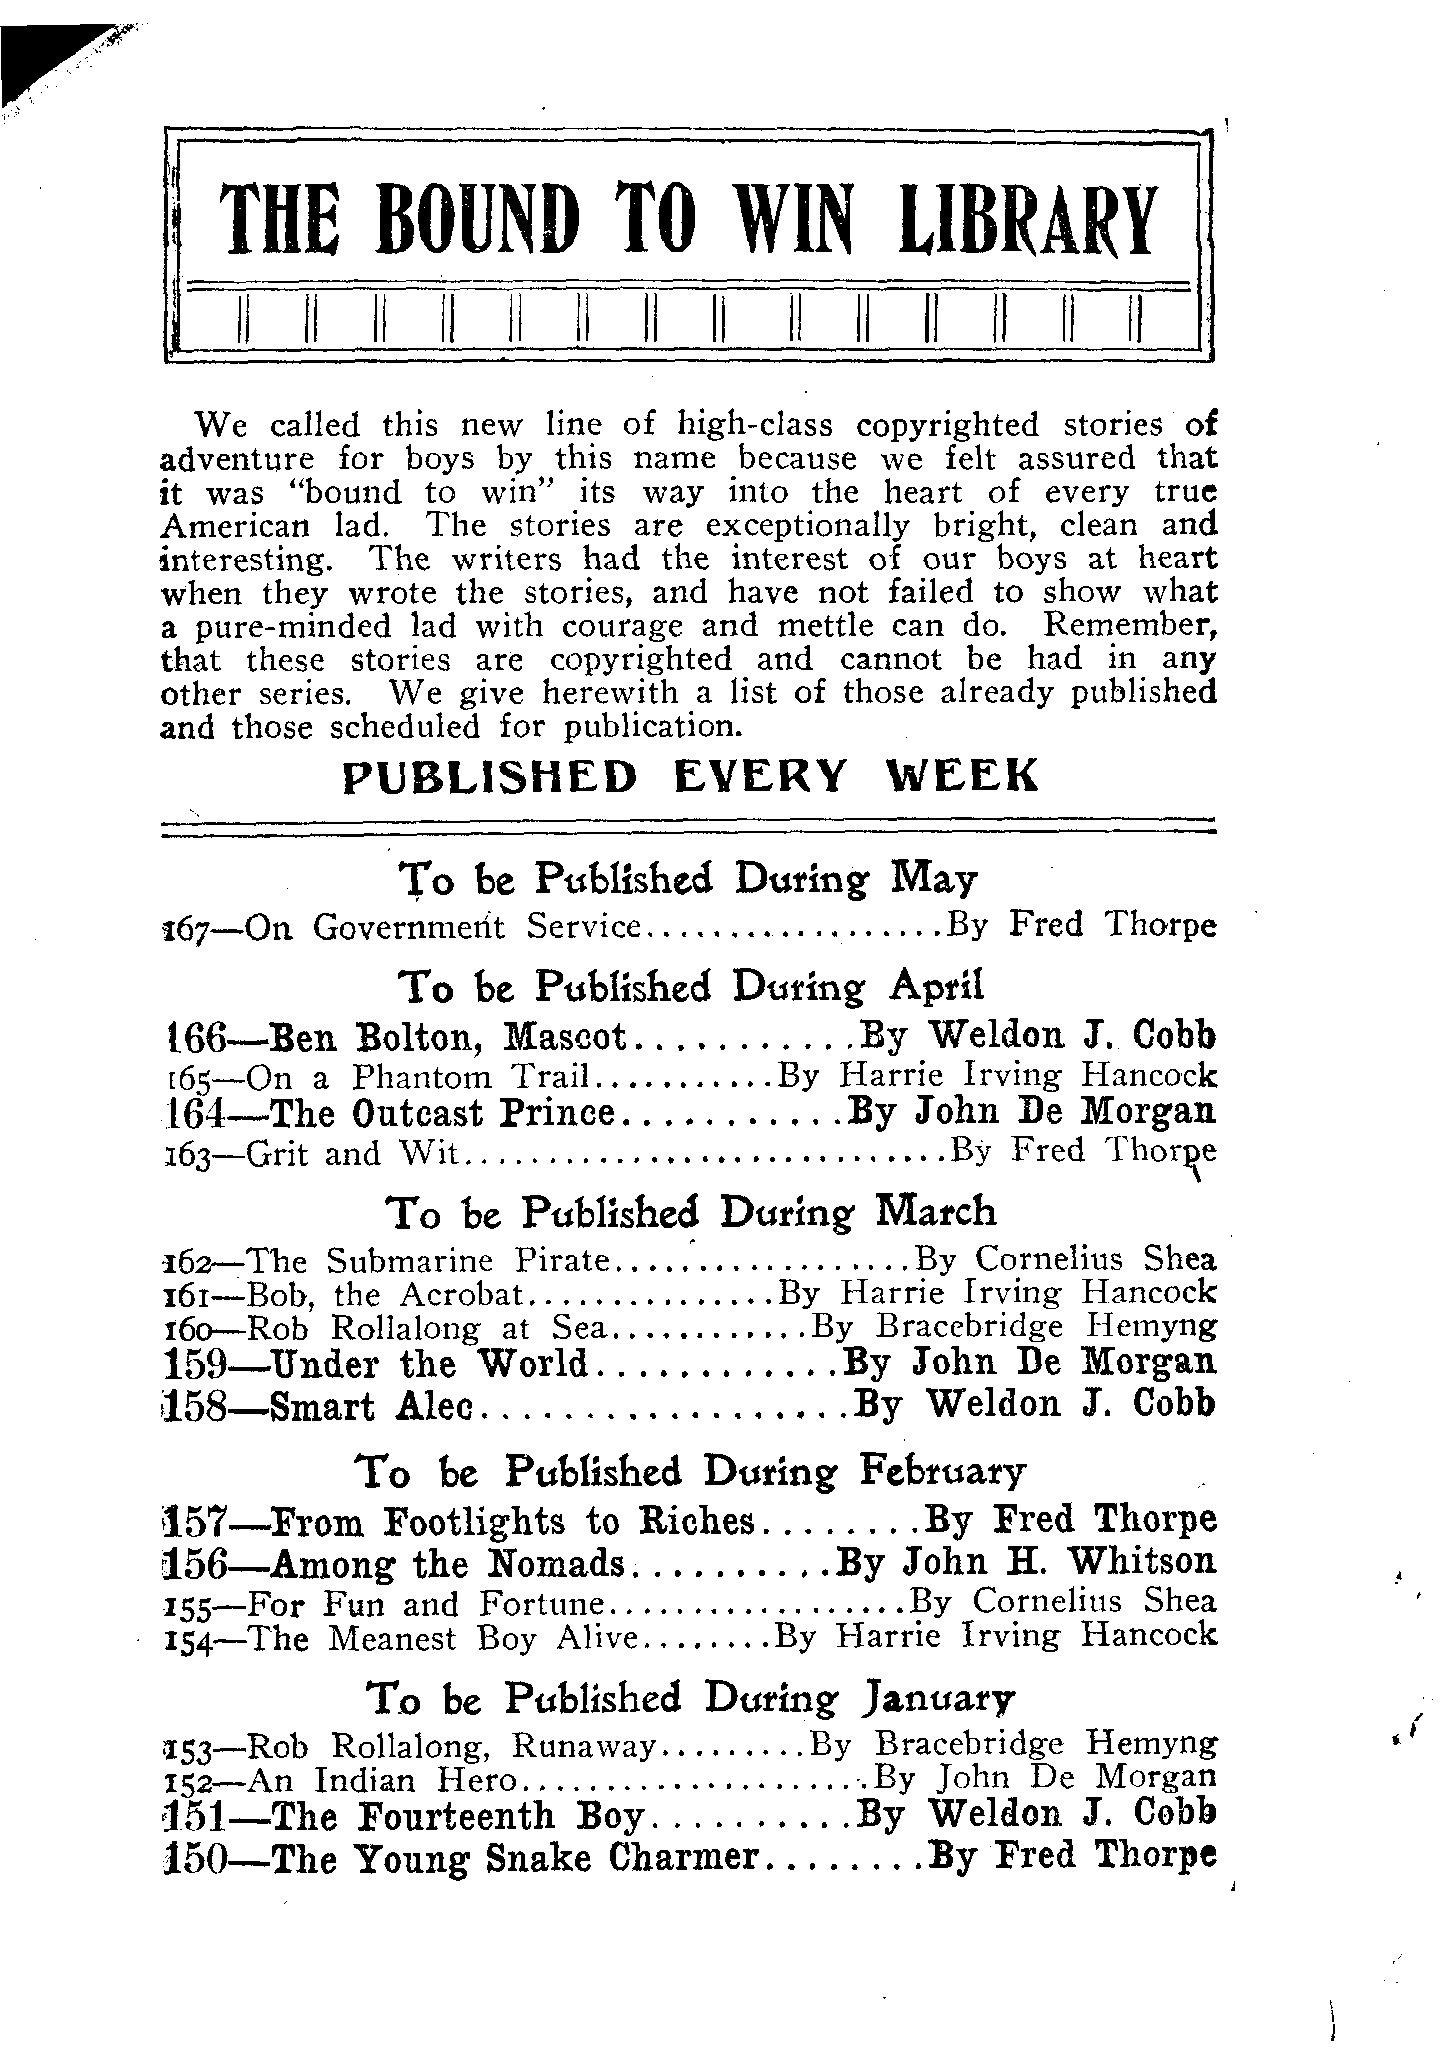 THE BOUND TO WIN LIBRARY
We called this new line of high-class copyrighted stories of
adventure for boys by this name because we felt assured that
it was "bound to win" its way into the heart of every true
American lad. The stories are exceptionally bright, clean and
interesting. The writers had the interest of our boys at heart
when they wrote the stories, and have not failed to show what
a pure-minded lad with courage and mettle can do. Remember,
that these stories are copyrighted and cannot be had in any
other series. We give herewith a list of those already published
and those scheduled for publication.
PUBLISHED EVERY WEEK
To be Published During May
167—On Government Service..................By Fred Thorpe
To be Published During April
166—Ben Bolton, Mascot............By Weldon J. Cobb
165—On a Phantom Trail...........By Harrie Irving Hancock
164—The Outcast Prince............By John De Morgan
163—Grit and Wit.............................By Fred Thorpe
To be Published During March
162—The Submarine Pirate..................By Cornelius Shea
161—Bob, the Acrobat...............By Harrie Irving Hancock
160—Rob Rollalong at Sea............By Bracebridge Hemyng
159—Under the World............By John De Morgan
158—Smart Alec..................By Weldon J. Cobb
To be Published During February
157—From Footlights to Riches........By Fred Thorpe
156—Among the Nomads..........By John H. Whitson
155—For Fun and Fortune..................By Cornelius Shea
154—The Meanest Boy Alive........By Harrie Irving Hancock
To be Published During January
153—Rob Rollalong, Runaway.........By Bracebridge Hemyng
152—An Indian Hero.....................By John De Morgan
151—The Fourteenth Boy..........By Weldon J. Cobb
150—The Young Snake Charmer........By Fred Thorpe